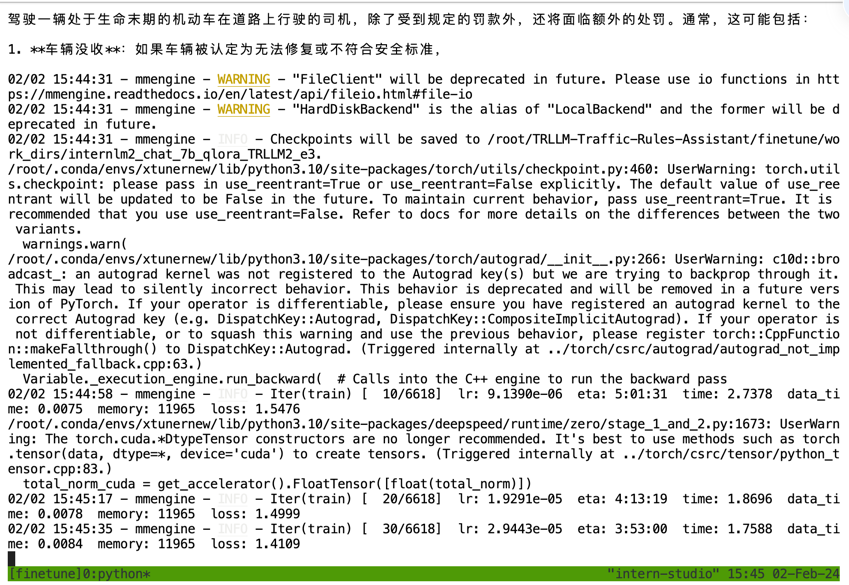 驾驶一辆处于生命末期的机动车在道路上行驶的司机，除了受到规定的罚款外，还将面临额外的处罚。通常，这可能包括：
1. **车辆没收**：如果车辆被认定为无法修复或不符合安全标准，
02/02 15:44:31 - mmengine - WARNING - "FileClient" will be deprecated in future. Please use io functions in htt
ps://mmengine.readthedocs.io/en/latest/api/fileio.html#file-io
02/02 15:44:31 - mmengine - WARNING - "HardDiskBackend" is the alias of "LocalBackend" and the former will be d
eprecated in future.
02/02 15:44:31 - mmengine - INFO - Checkpoints will be saved to /root/TRLLM-Traffic-Rules-Assistant/finetune/wo
rk_dirs/internlm2_chat_7b_qlora_TRLLM2_e3.
/root/.conda/envs/xtunernew/lib/python3.10/site-packages/torch/utils/checkpoint.py:460: UserWarning: torch.util
s.checkpoint: please pass in use_reentrant=True or use_reentrant=False explicitly. The default value of use_ree
ntrant will be updated to be False in the future. To maintain current behavior, pass use_reentrant=True. It is
recommended that you use use_reentrant=False. Refer to docs for more details on the differences between the two
 variants.
  warnings.warn(
/root/.conda/envs/xtunernew/lib/python3.10/site-packages/torch/autograd/__init__.py:266: UserWarning: c10d::bro
adcast_: an autograd kernel was not registered to the Autograd key(s) but we are trying to backprop through it.
 This may lead to silently incorrect behavior. This behavior is deprecated and will be removed in a future vers
ion of PyTorch. If your operator is differentiable, please ensure you have registered an autograd kernel to the
 correct Autograd key (e.g. DispatchKey::Autograd, DispatchKey::CompositeImplicitAutograd). If your operator is
 not differentiable, or to squash this warning and use the previous behavior, please register torch::CppFunctio
n::makeFallthrough() to DispatchKey::Autograd. (Triggered internally at ../torch/csrc/autograd/autograd_not_imp
lemented_fallback.cpp:63.)
  Variable._execution_engine.run_backward(  # Calls into the C++ engine to run the backward pass
02/02 15:44:58 - mmengine - INFO - Iter(train) [  10/6618]  lr: 9.1390e-06  eta: 5:01:31  time: 2.7378  data_ti
me: 0.0075  memory: 11965  loss: 1.5476
/root/.conda/envs/xtunernew/lib/python3.10/site-packages/deepspeed/runtime/zero/stage_1_and_2.py:1673: UserWarn
ing: The torch.cuda.*DtypeTensor constructors are no longer recommended. It's best to use methods such as torch
.tensor(data, dtype=*, device='cuda') to create tensors. (Triggered internally at ../torch/csrc/tensor/python_t
ensor.cpp:83.)
  total_norm_cuda = get_accelerator().FloatTensor([float(total_norm)])
02/02 15:45:17 - mmengine - INFO - Iter(train) [  20/6618]  lr: 1.9291e-05  eta: 4:13:19  time: 1.8696  data_ti
me: 0.0078  memory: 11965  loss: 1.4999
02/02 15:45:35 - mmengine - INFO - Iter(train) [  30/6618]  lr: 2.9443e-05  eta: 3:53:00  time: 1.7588  data_ti
me: 0.0084  memory: 11965  loss: 1.4109
[finetune]0:python* "intern-studio" 15:45 02-Feb-24